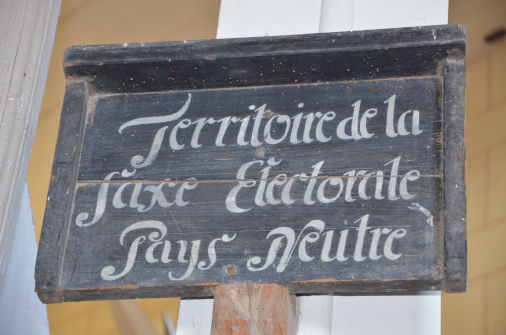 Territoire de la
Saxe Electorale
Pays Neutre